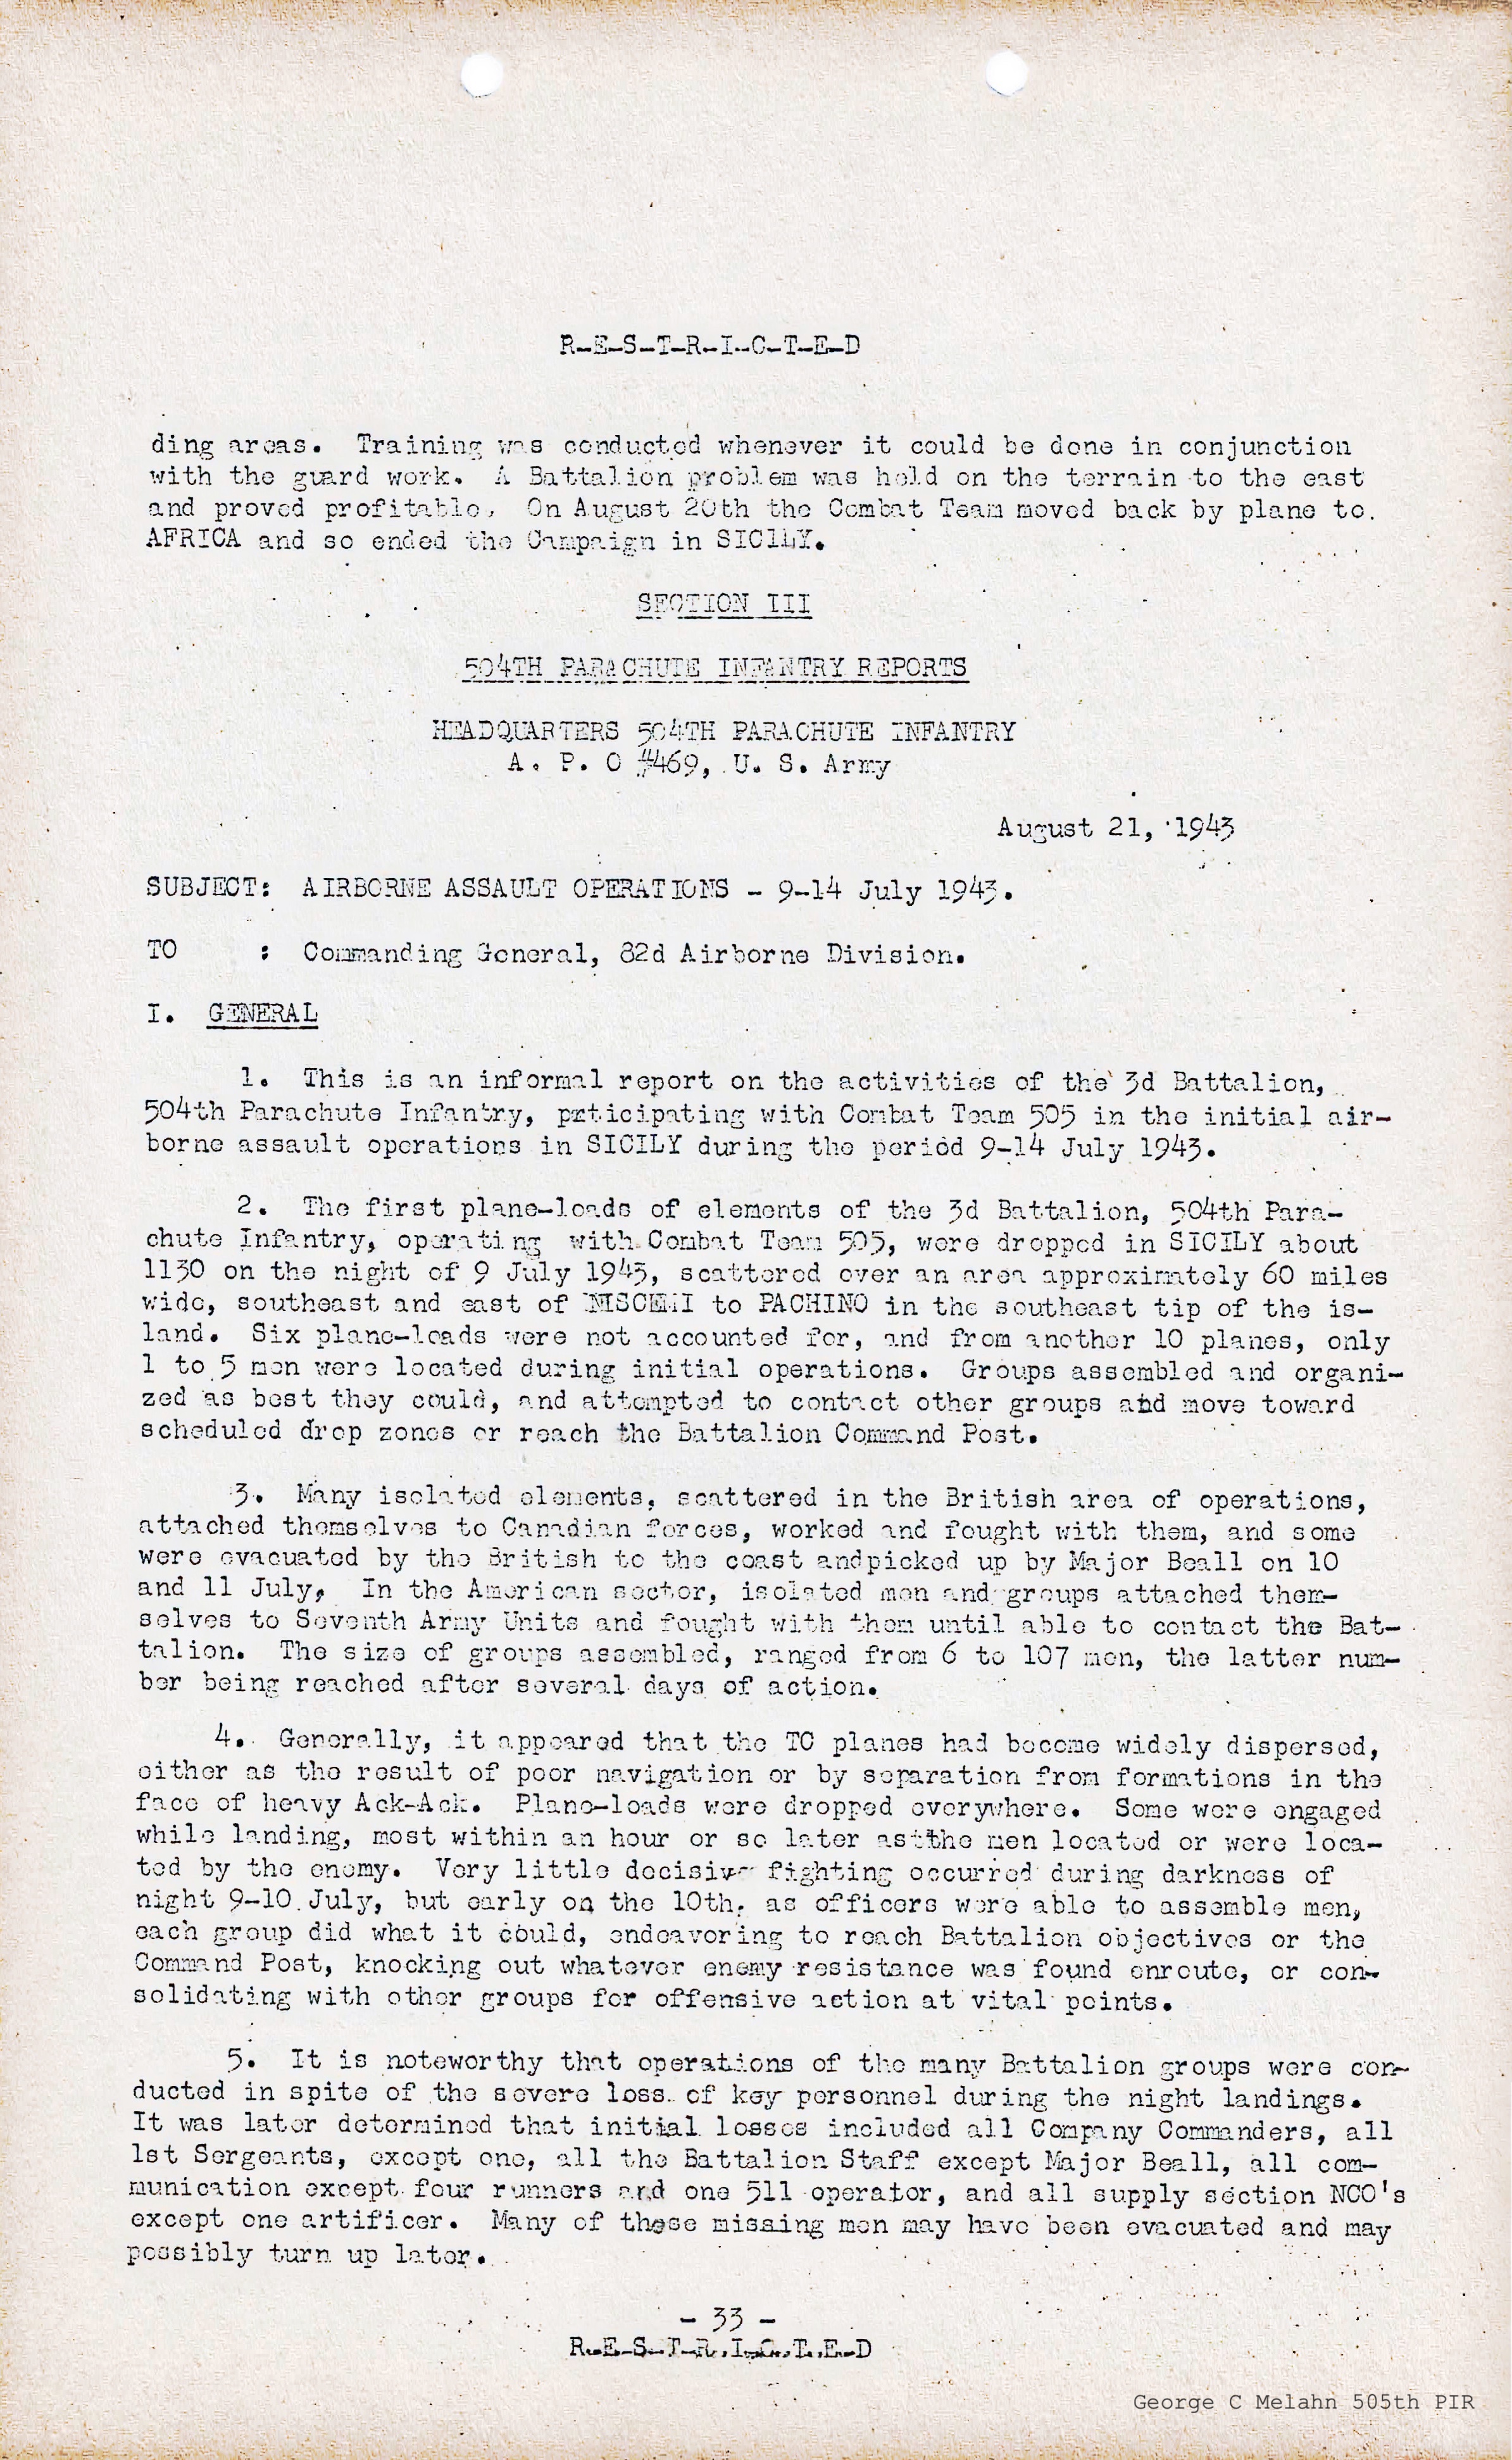 R-E-S-T-R-I-C-T-E-D
ding areas. Training was conducted whenever it could be done in conjunction
with the guard work. A Battalion problem was held on the terrain to the east
and proved profitable. On August 20th the Combat Team moved back by plane to.
AFRICA and so ended the Campaign in SICILY.
SECTION III
504TH PARACHUTE INFANTRY REPORTS
HEADQUARTERS 504TH PARACHUTE INFANTRY
A. P. O #469, U. S. Army
August 21, 1943
SUBJECT: AIRBORNE ASSAULT OPERATIONS - 9-14 July 1943.
TO : Commanding General, 82d Airborne Division.
I. GENERAL
1. This is an informal report on the activities of the 3d Battalion,
504th Parachute Infantry, prticipating with Combat Team 505 in the initial air-
borne assault operations in SICILY during the period 9-14 July 1943.
2. The first plane-loads of elements of the 3d Battalion, 504th Para-
chute Infantry, operating with Combat Team 505, were dropped in SICILY about
1130 on the night of 9 July 1943, scattered over an area approximately 60 miles
wide, southeast and east of NISCEMI to PACHINO in the southeast tip of the is-
land. Six plane-loads were not accounted for, and from another 10 planes, only
1 to 5 men were located during initial operations. Groups assembled and organi-
zed as best they could, and attempted to contact other groups and move toward
scheduled drop zones or reach the Battalion Command Post.
3. Many isolated elements, scattered in the British area of operations,
attached themselves to Canadian forces, worked and fought with them, and some
were evacuated by the British to the coast andpicked up by Major Beall on 10
and 11 July. In the American sector, isolated men and groups attached them-
selves to Seventh Army Units and fought with them until able to contact the Bat-
talion. The size of groups assembled, ranged from 6 to 107 men, the latter num-
ber being reached after several days of action.
4. Generally, it appeared that the TC planes had become widely dispersed,
either as the result of poor navigation or by separation from formations in the
face of heavy Ack-Ack. Plane-loads were dropped everywhere. Some were engaged
while landing, most within an hour or so later as the men located or were loca-
ted by the enemy. Very little decisive fighting occurred during darkness of
night 9-10 July, but early on the 10th, as officers were able to assemble men,
each group did what it could, endeavoring to reach Battalion objectives or the
Command Post, knocking out whatever enemy resistance was found enroute, or con-
solidating with other groups for offensive action at vital points.
5. It is noteworthy that operations of the many Battalion groups were con-
ducted in spite of the severe loss of key personnel during the night landings.
It was later determined that initial losses included all Company Commanders, all
1st Sergeants, except one, all the Battalion Staff except Major Beall, all com-
munication except four runners and one 511 operator, and all supply section NCO's
except one artificer. Many of these missing men may have been evacuated and may
possibly turn up later.
- 33 -
R-E-S-T-R-I-C-T-E-D
George C Melahn 505th PIR